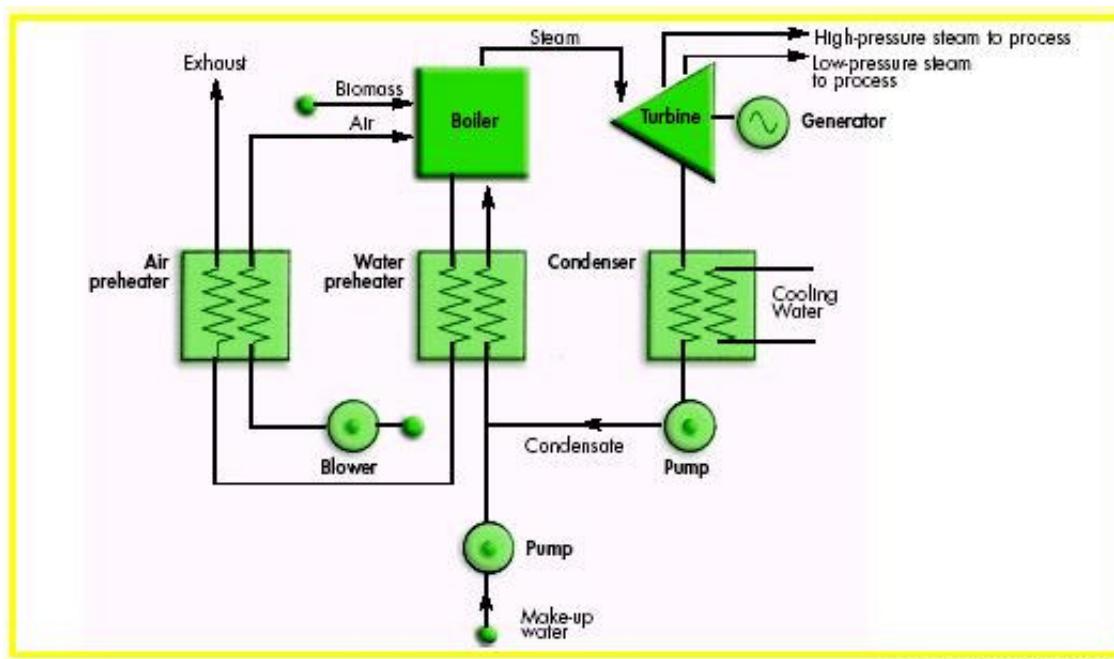 Steam
High-pressure steam to process
Low-pressure steam
to process
Exhaust
Biomass
Air
Boiler
Turbine
Generator
Air
preheater
Water
preheater
Condenser
Cooling
Water
Blower
Condensate
Pump
Pump
Make-up
water